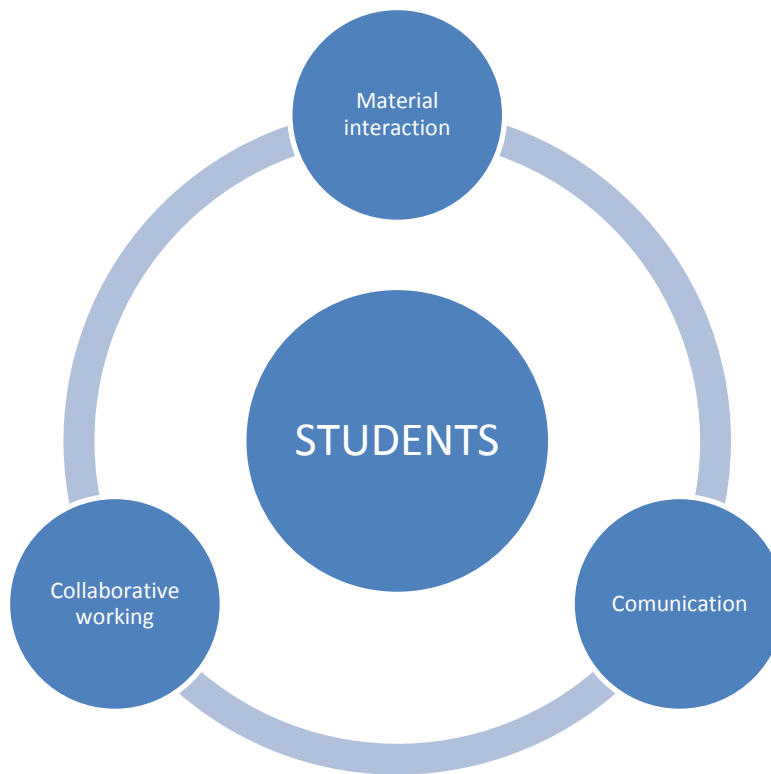 Material
interaction
STUDENTS
Collaborative
working
Comunication